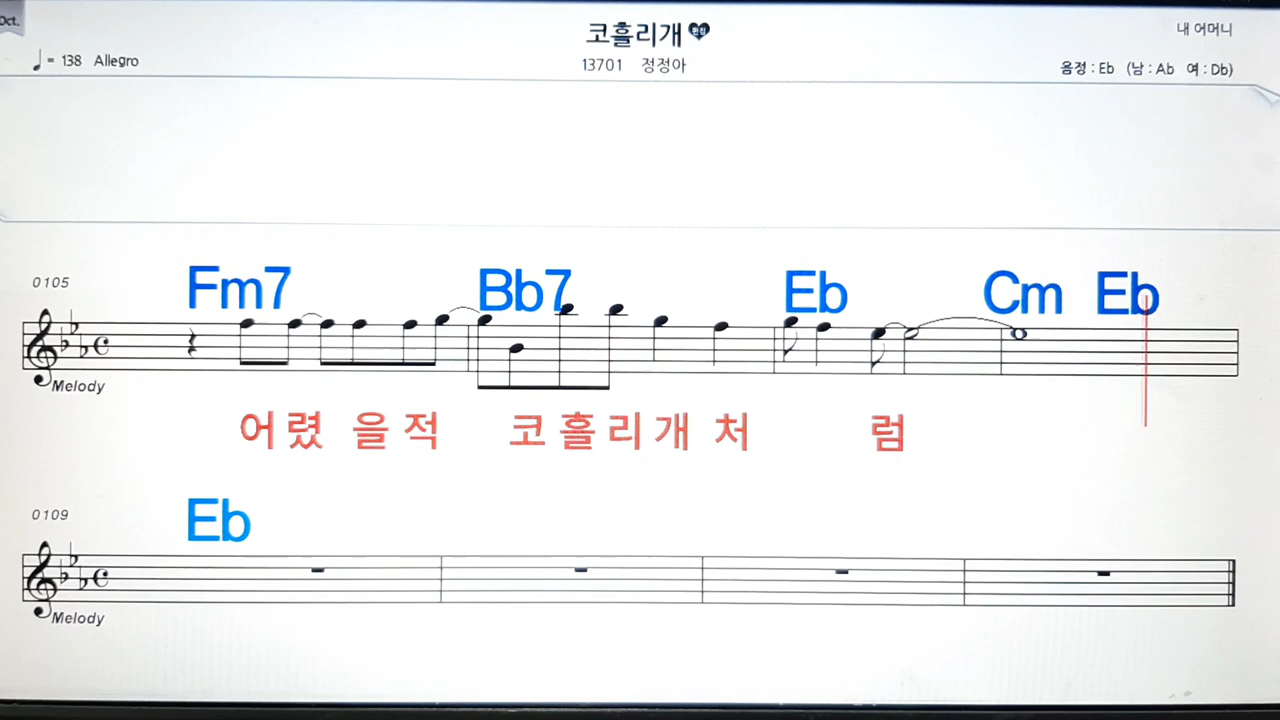 Oct.
코흘리개 편집
내 어머니
♩= 138 Allegro
13701 정정아
음정 : Eb (남 : Ab 여 : Db)
0105
Fm7 Bb7 Eb Cm Eb
Melody
어렸 을적 코흘리개 처 럼
0109
Eb
Melody